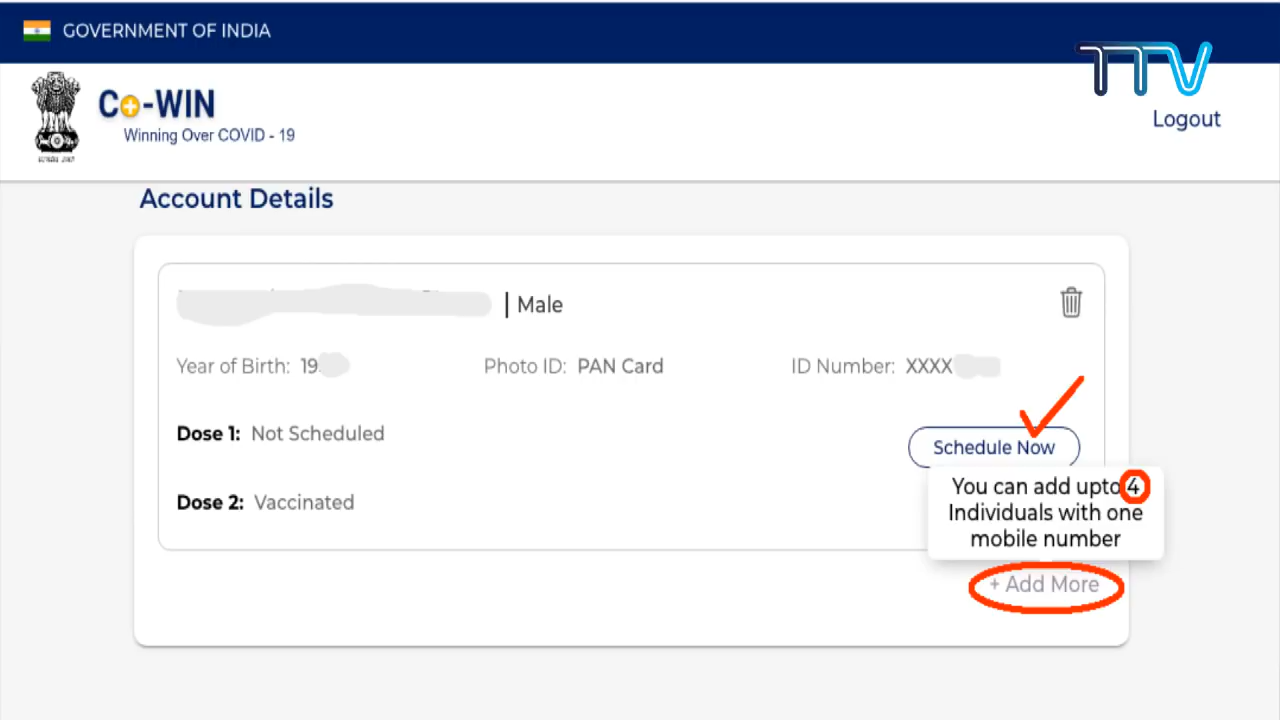 GOVERNMENT OF INDIA
TTV
Co-WIN
Winning Over COVID - 19
Logout
Account Details
| Male
Year of Birth: 19
Photo ID: PAN Card
ID Number: XXXX
Dose 1: Not Scheduled
Schedule Now
Dose 2: Vaccinated
You can add upto 4
Individuals with one
mobile number
+ Add More